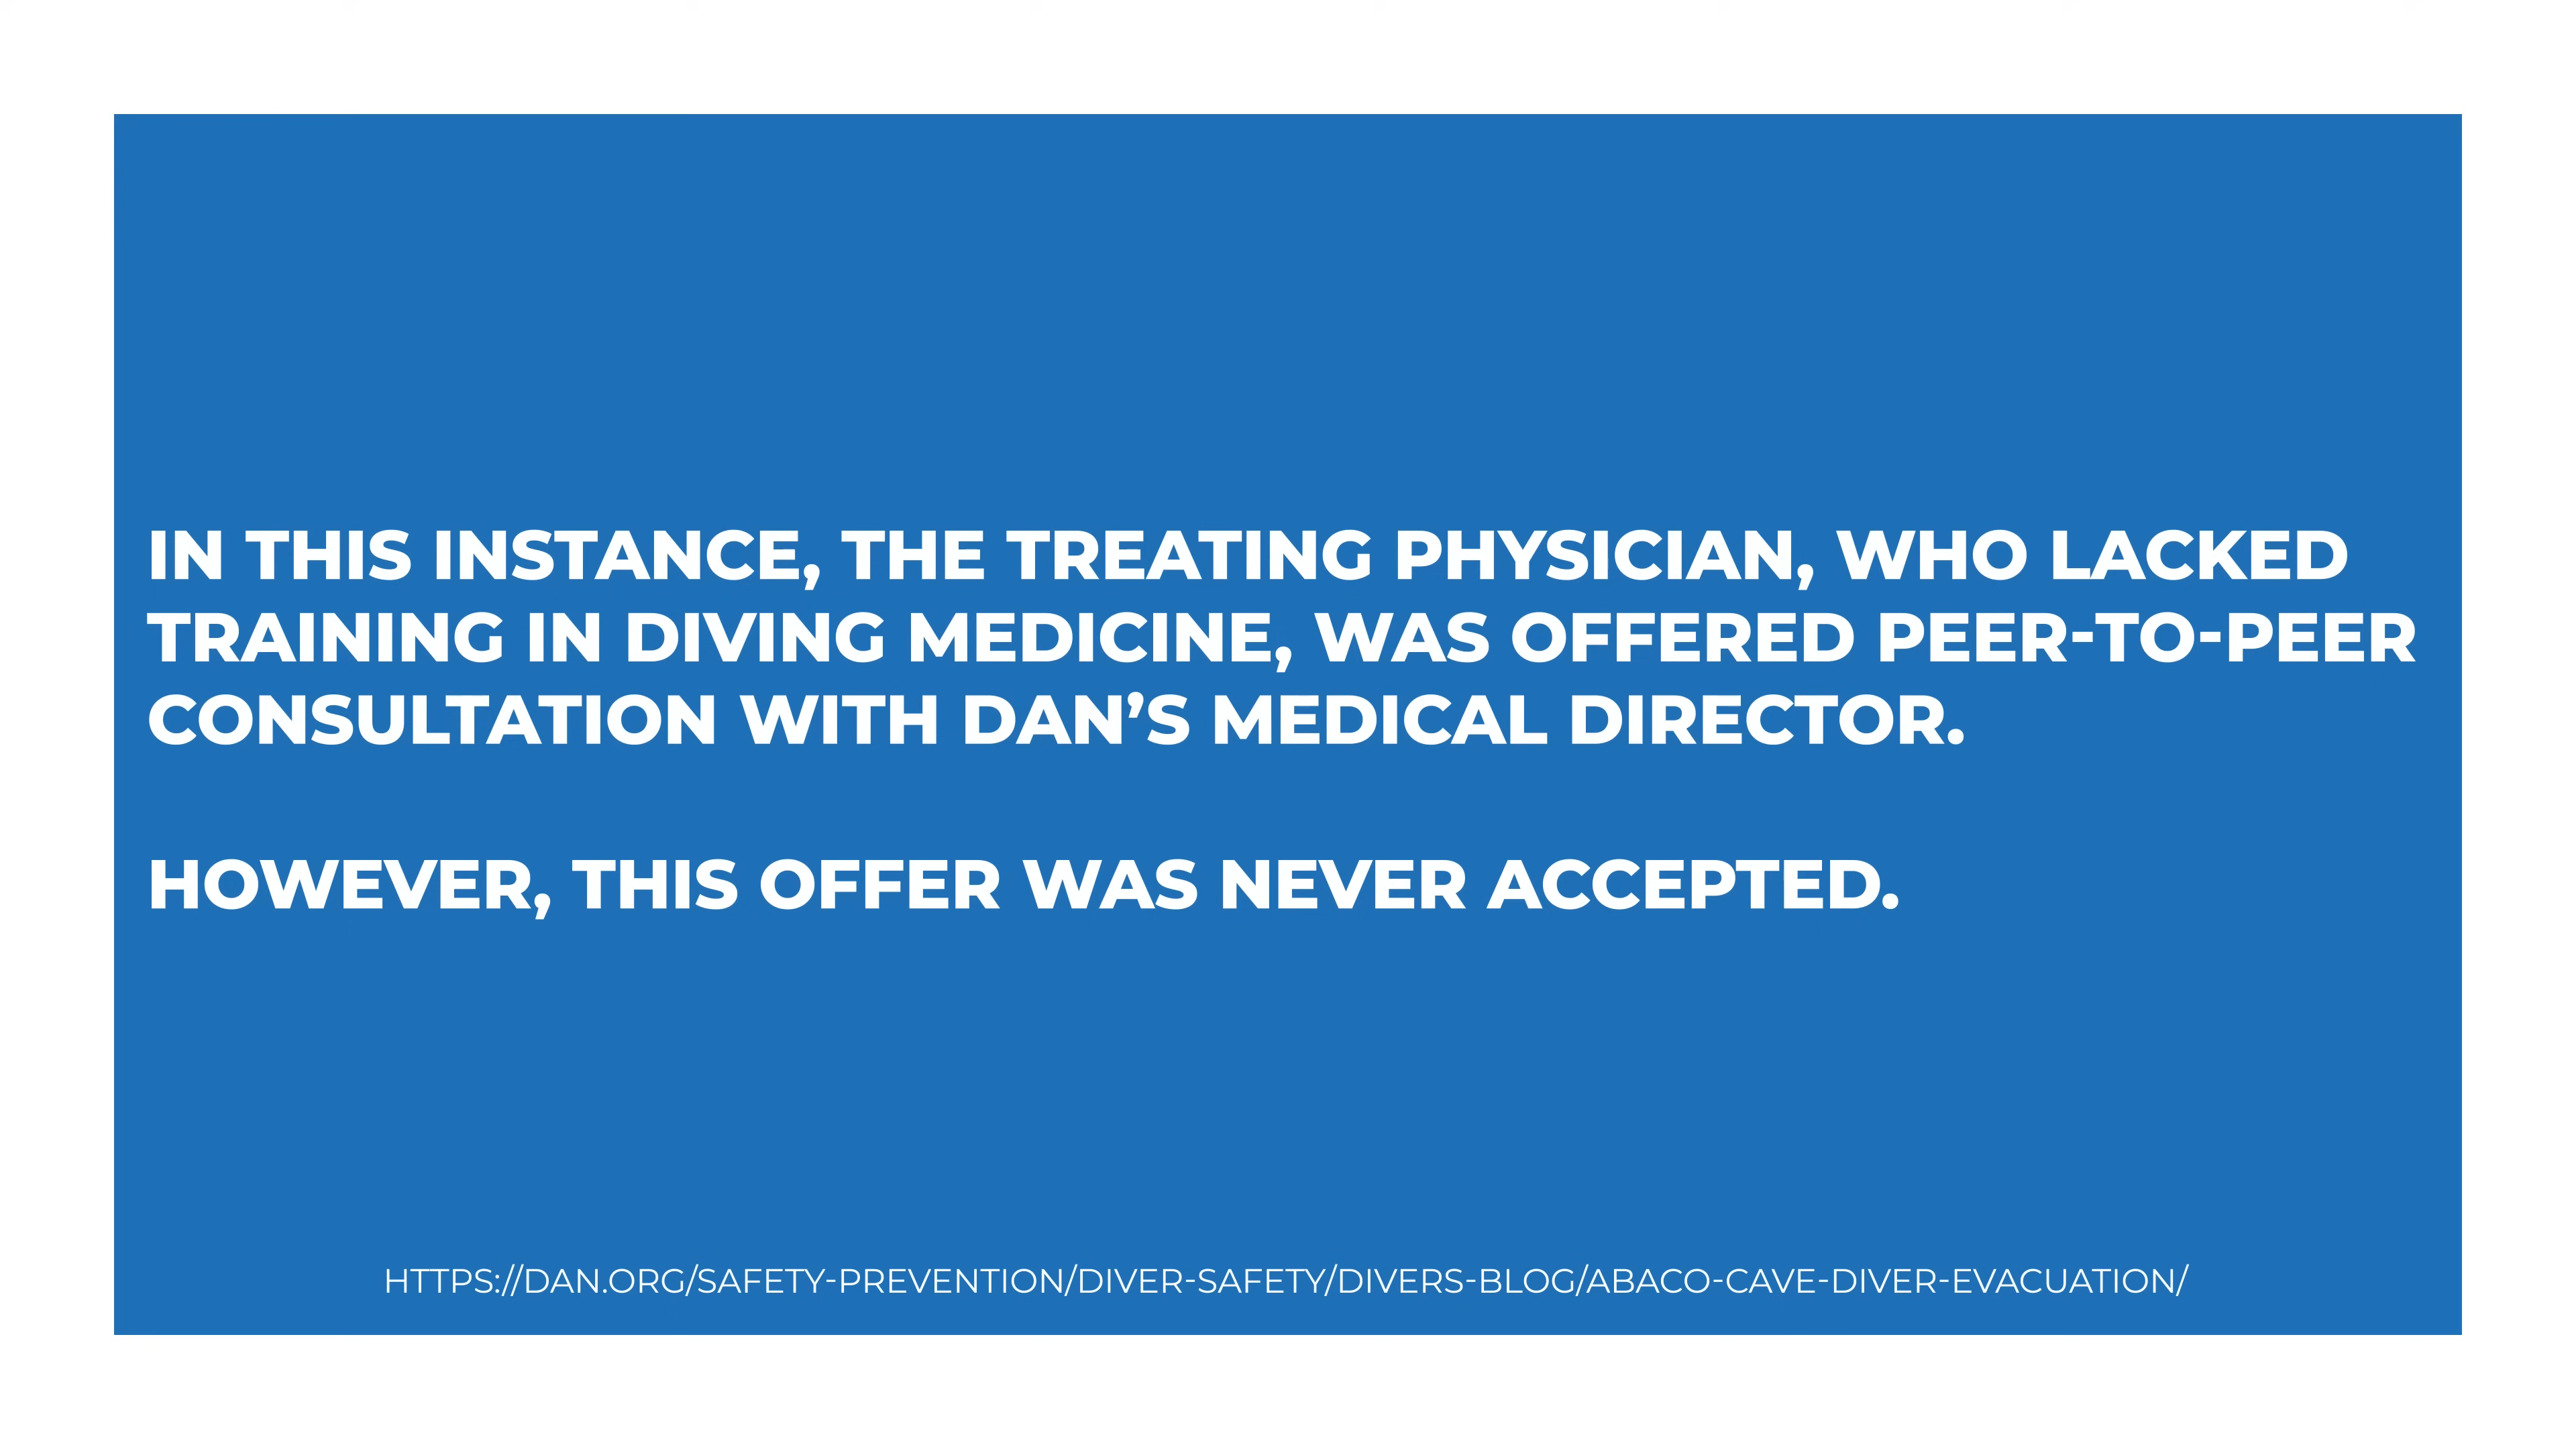 IN THIS INSTANCE, THE TREATING PHYSICIAN, WHO LACKED
TRAINING IN DIVING MEDICINE, WAS OFFERED PEER-TO-PEER
CONSULTATION WITH DAN’S MEDICAL DIRECTOR.
HOWEVER, THIS OFFER WAS NEVER ACCEPTED.
HTTPS://DAN.ORG/SAFETY-PREVENTION/DIVER-SAFETY/DIVERS-BLOG/ABACO-CAVE-DIVER-EVACUATION/